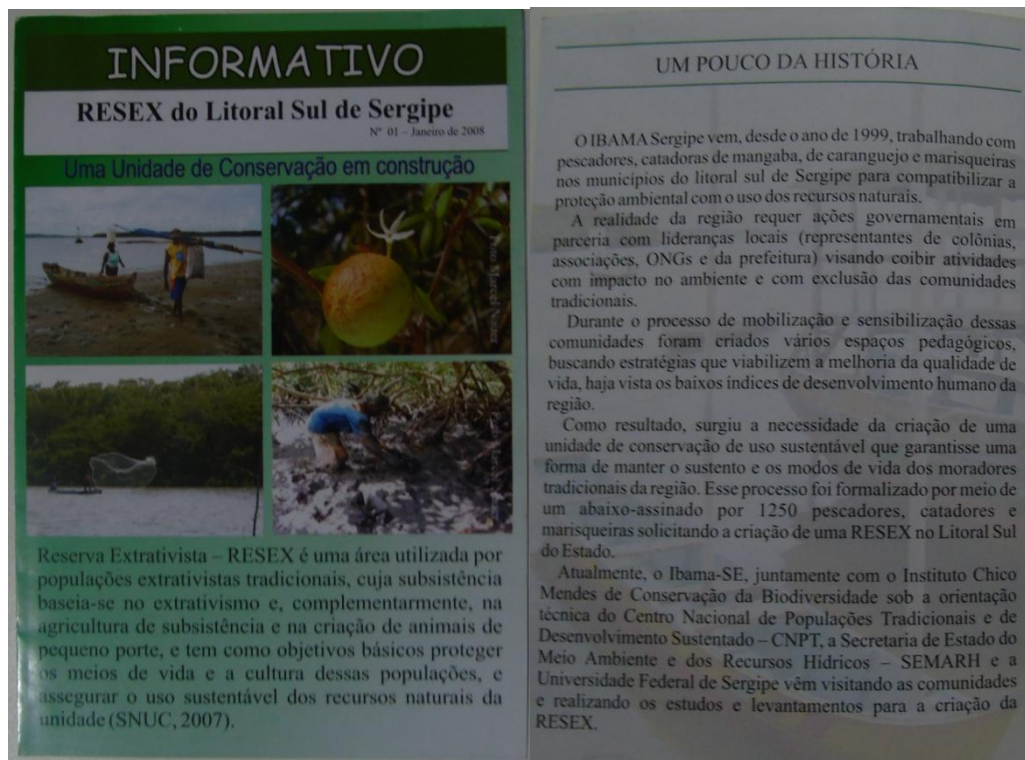 INFORMATIVO
RESEX do Litoral Sul de Sergipe
Nº 01 – Janeiro de 2008
Uma Unidade de Conservação em construção
Reserva Extrativista – RESEX é uma área utilizada por
populações extrativistas tradicionais, cuja subsistência
baseia-se no extrativismo e, complementarmente, na
agricultura de subsistência e na criação de animais de
pequeno porte, e tem como objetivos básicos proteger
os meios de vida e a cultura dessas populações, e
assegurar o uso sustentável dos recursos naturais da
unidade (SNUC, 2007).
UM POUCO DA HISTÓRIA
O IBAMA Sergipe vem, desde o ano de 1999, trabalhando com
pescadores, catadoras de mangaba, de caranguejo e marisqueiras
nos municípios do litoral sul de Sergipe para compatibilizar a
proteção ambiental com o uso dos recursos naturais.
A realidade da região requer ações governamentais em
parceria com lideranças locais (representantes de colônias,
associações, ONGs e da prefeitura) visando coibir atividades
com impacto no ambiente e com exclusão das comunidades
tradicionais.
Durante o processo de mobilização e sensibilização dessas
comunidades foram criados vários espaços pedagógicos,
buscando estratégias que viabilizem a melhoria da qualidade de
vida, haja vista os baixos índices de desenvolvimento humano da
região.
Como resultado, surgiu a necessidade da criação de uma
unidade de conservação de uso sustentável que garantisse uma
forma de manter o sustento e os modos de vida dos moradores
tradicionais da região. Esse processo foi formalizado por meio de
um abaixo-assinado por 1250 pescadores, catadores e
marisqueiras solicitando a criação de uma RESEX no Litoral Sul
do Estado.
Atualmente, o Ibama-SE, juntamente com o Instituto Chico
Mendes de Conservação da Biodiversidade sob a orientação
técnica do Centro Nacional de Populações Tradicionais e de
Desenvolvimento Sustentado – CNPT, a Secretaria de Estado do
Meio Ambiente e dos Recursos Hídricos – SEMARH e a
Universidade Federal de Sergipe vêm visitando as comunidades
e realizando os estudos e levantamentos para a criação da
RESEX.